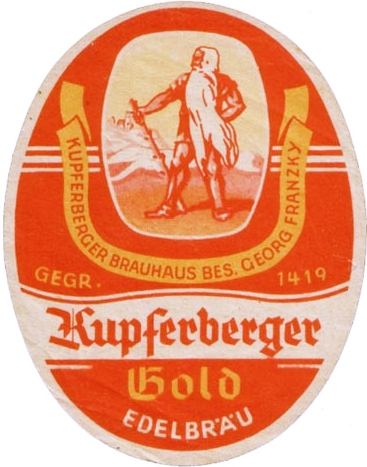 KUPFERBERGER BRAUHAUS BES. GEORG FRANZKY
GEGR. 1419
Kupferberger
Gold
EDELBRÄU